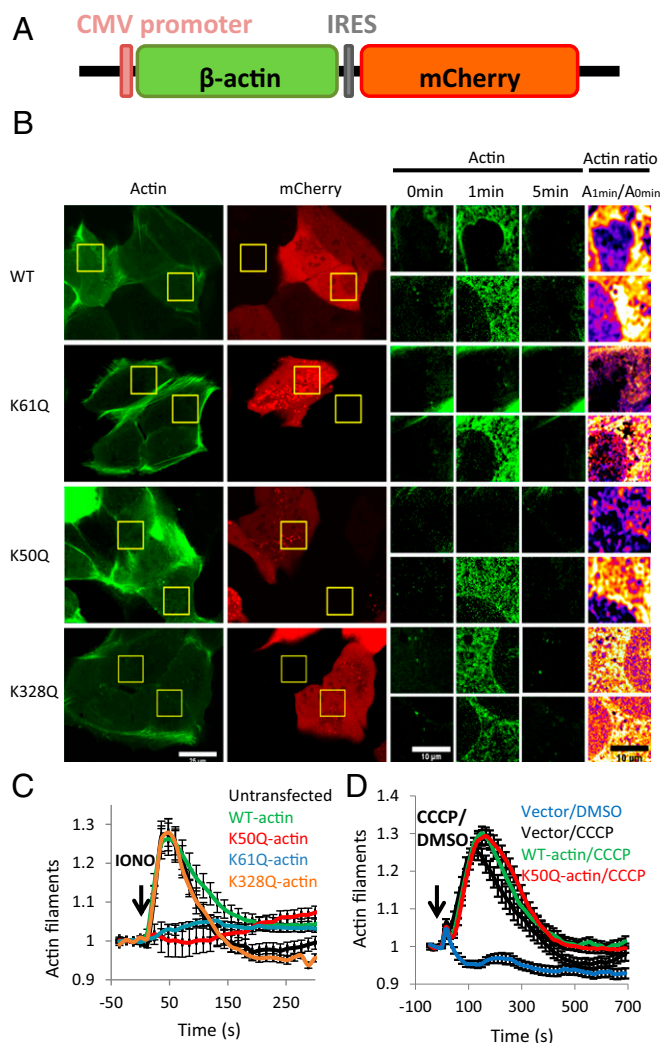 A
CMV promoter
IRES
β-actin
mCherry
B
Actin
Actin ratio
Actin
mCherry
0min
1min
5min
A1min/A0min
WT
K61Q
*
K50Q
K328Q
25 μm
10 μm
10 μm
C
Untransfected
WT-actin
K50Q-actin
K61Q-actin
K328Q-actin
IONO
Actin filaments
1.3
1.2
1.1
1
0.9
-50
50
150
250
Time (s)
D
Vector/DMSO
Vector/CCCP
WT-actin/CCCP
K50Q-actin/CCCP
CCCP/
DMSO
Actin filaments
1.4
1.3
1.2
1.1
1
0.9
-100
100
300
500
700
Time (s)